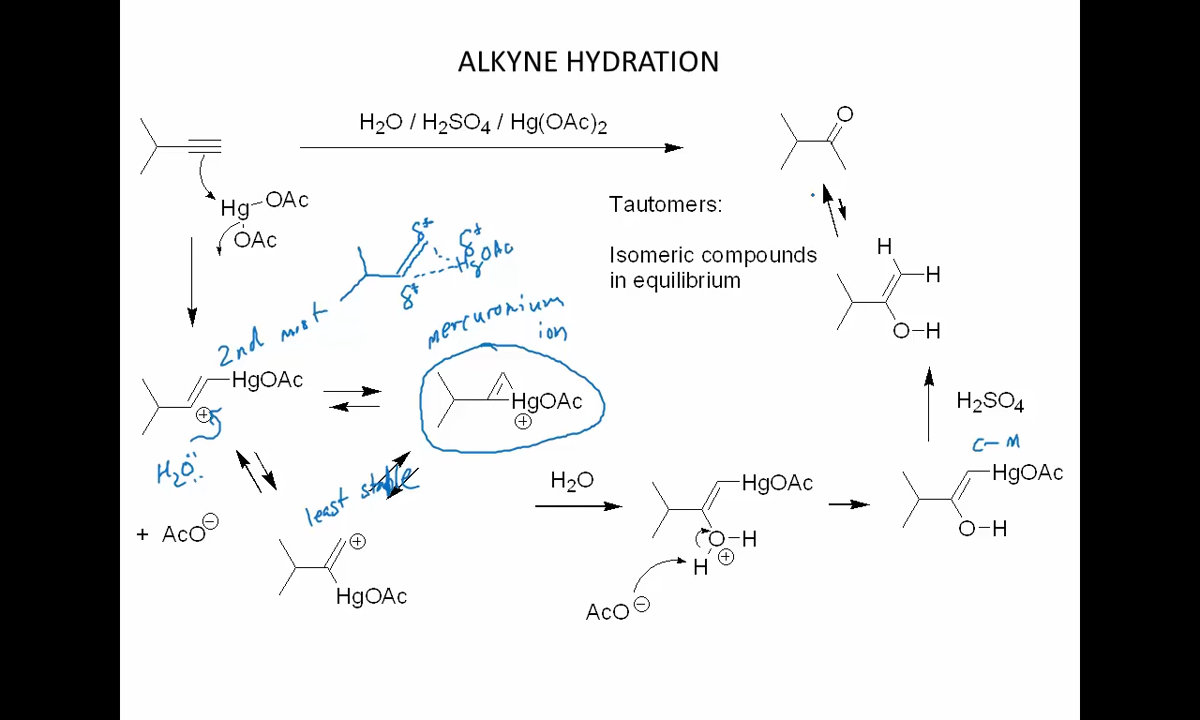 ALKYNE HYDRATION
H₂O / H₂SO₄ / Hg(OAc)₂
O
Hg OAc
OAc
Tautomers:
Isomeric compounds
in equilibrium
δ⁺
δ⁺
HgOAc
δ⁺
H
H
O–H
2nd most
mercuronium
ion
HgOAc
⊕
HgOAc
⊕
H₂O:
least stable
H₂SO₄
C–M
+ AcO⊖
⊕
HgOAc
H₂O
HgOAc
O–H
H ⊕
AcO⊖
HgOAc
O–H